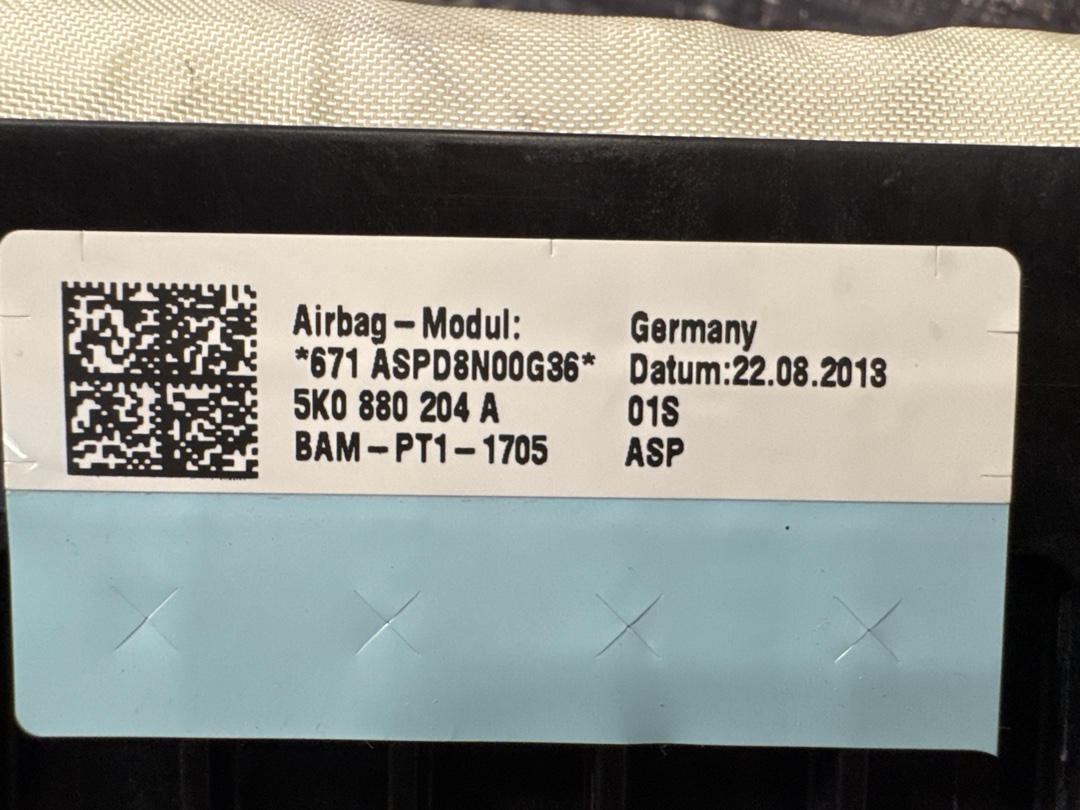 Airbag-Modul:
*671 ASPD8N00G36*
5K0 880 204 A
BAM-PT1-1705
Germany
Datum:22.08.2013
01S
ASP